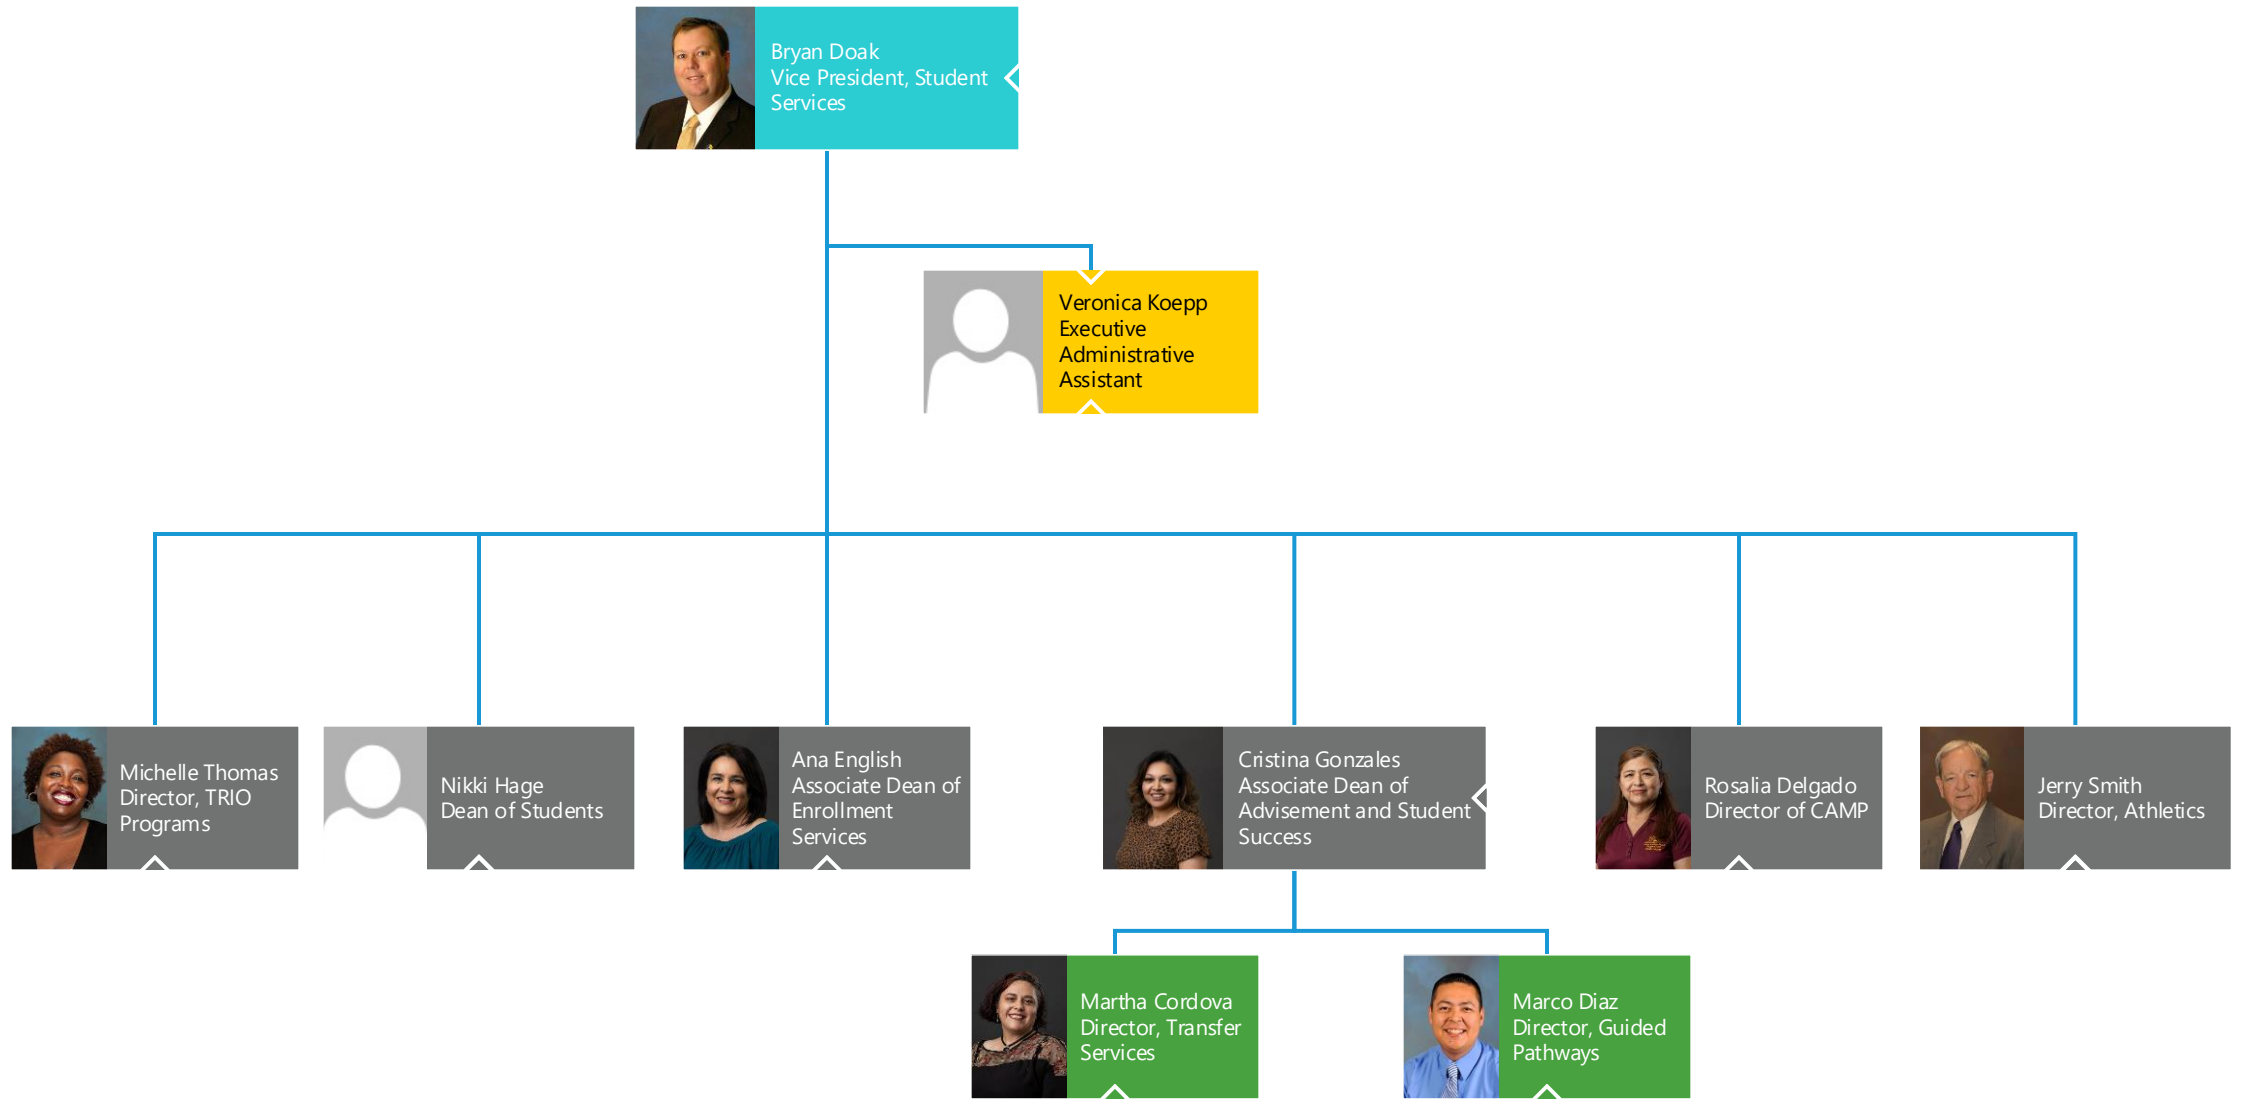 Bryan Doak
Vice President, Student
Services
Veronica Koepp
Executive
Administrative
Assistant
Michelle Thomas
Director, TRIO
Programs
Nikki Hage
Dean of Students
Ana English
Associate Dean of
Enrollment
Services
Cristina Gonzales
Associate Dean of
Advisement and Student
Success
Rosalia Delgado
Director of CAMP
Jerry Smith
Director, Athletics
Martha Cordova
Director, Transfer
Services
Marco Diaz
Director, Guided
Pathways